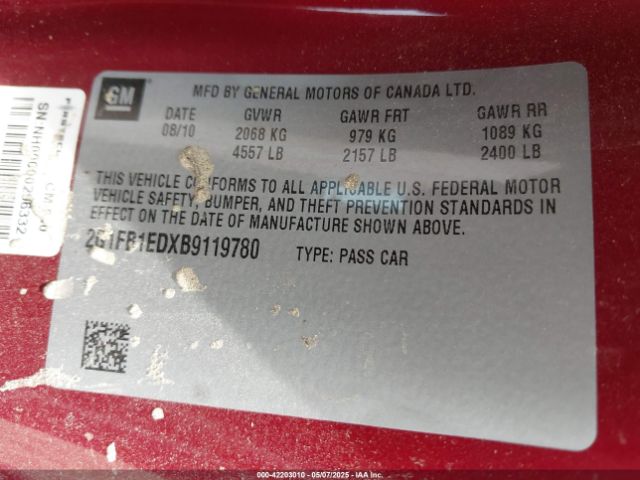 GM
MFD BY GENERAL MOTORS OF CANADA LTD.
DATE GVWR GAWR FRT GAWR RR
08/10 2068 KG 979 KG 1089 KG
4557 LB 2157 LB 2400 LB
THIS VEHICLE CONFORMS TO ALL APPLICABLE U.S. FEDERAL MOTOR
VEHICLE SAFETY, BUMPER, AND THEFT PREVENTION STANDARDS IN
EFFECT ON THE DATE OF MANUFACTURE SHOWN ABOVE.
2G1FB1EDXB9119780 TYPE: PASS CAR
000-42203010 - 05/07/2025 - Copyright IAA, LLC